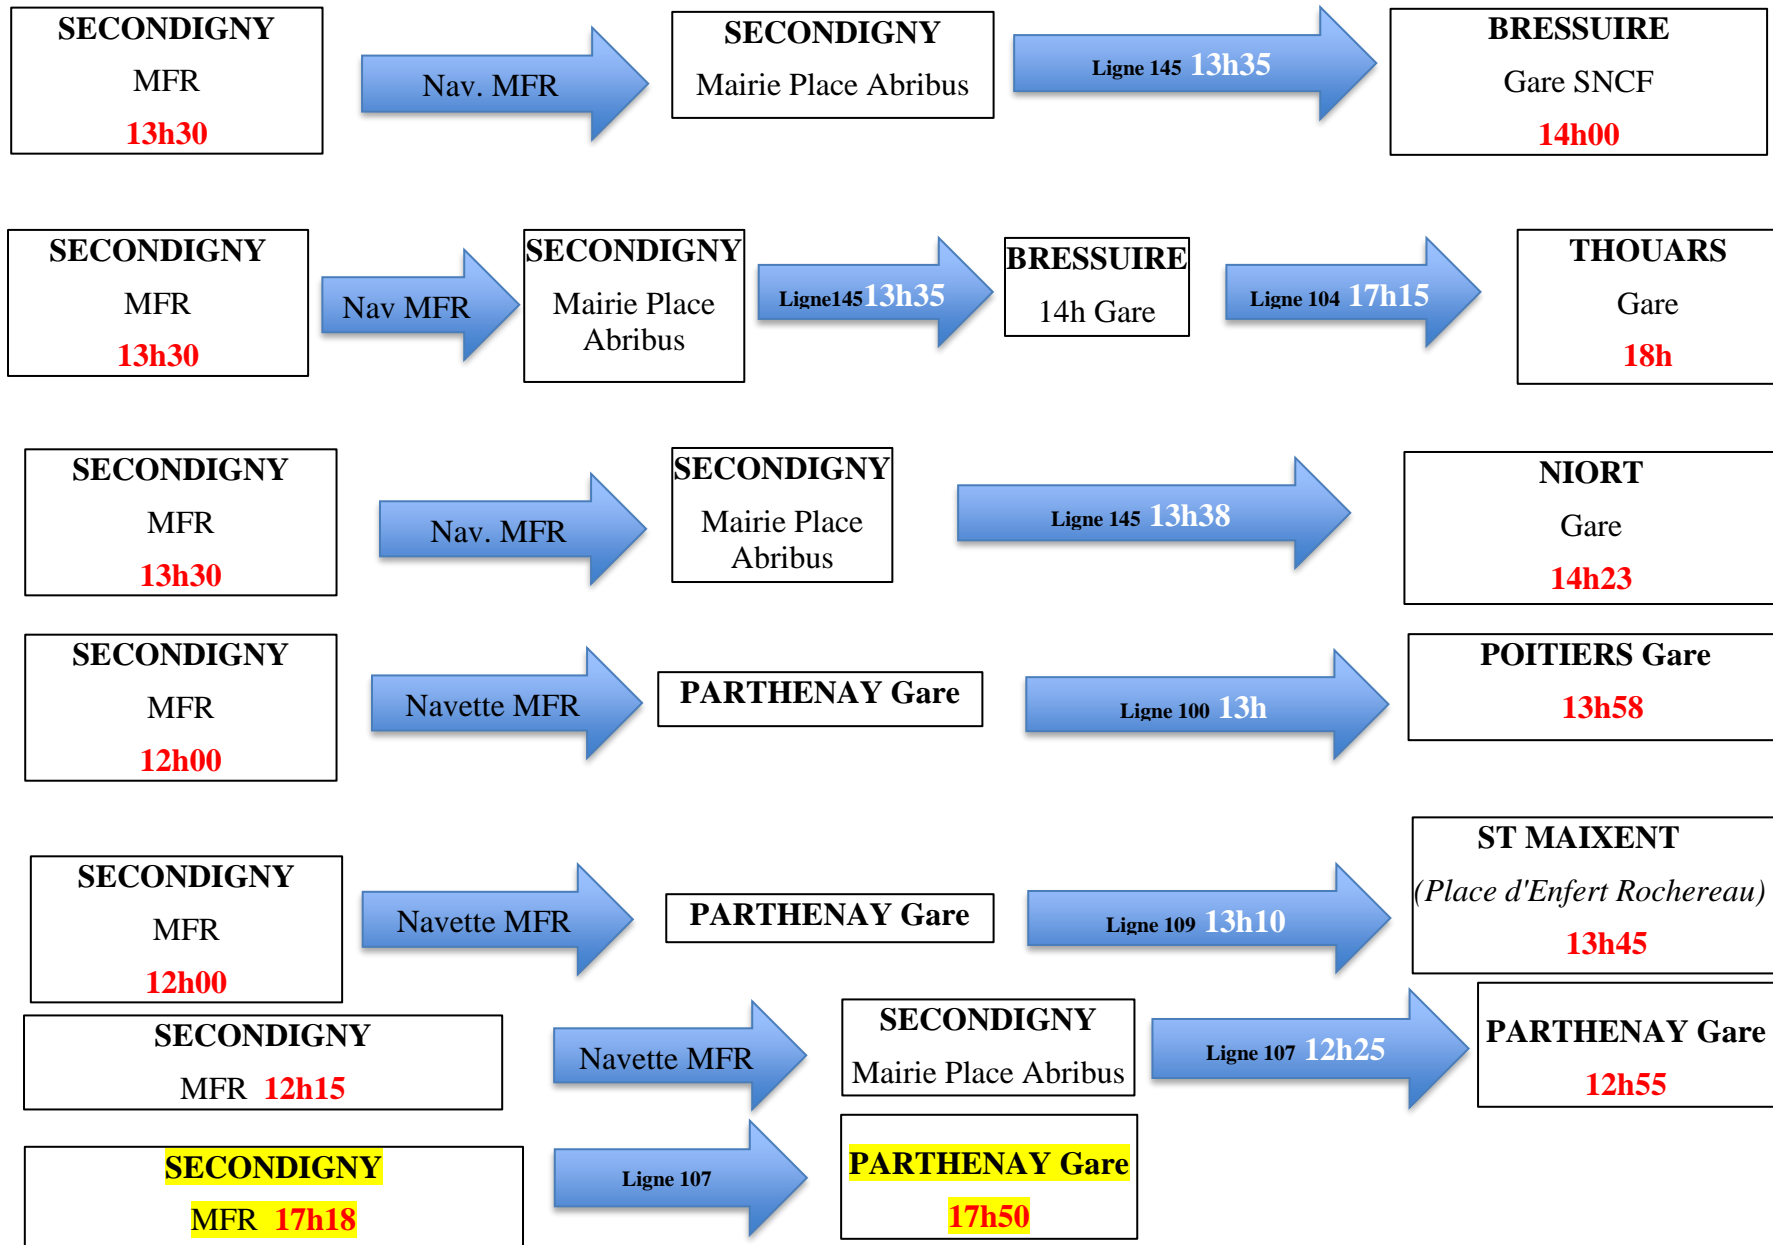 SECONDIGNY
MFR
13h30
Nav. MFR
SECONDIGNY
Mairie Place Abribus
Ligne 145 13h35
BRESSUIRE
Gare SNCF
14h00
SECONDIGNY
MFR
13h30
Nav MFR
SECONDIGNY
Mairie Place
Abribus
Ligne145 13h35
BRESSUIRE
14h Gare
Ligne 104 17h15
THOUARS
Gare
18h
SECONDIGNY
MFR
13h30
Nav. MFR
SECONDIGNY
Mairie Place
Abribus
Ligne 145 13h38
NIORT
Gare
14h23
SECONDIGNY
MFR
12h00
Navette MFR
PARTHENAY Gare
Ligne 100 13h
POITIERS Gare
13h58
SECONDIGNY
MFR
12h00
Navette MFR
PARTHENAY Gare
Ligne 109 13h10
ST MAIXENT
(Place d'Enfert Rochereau)
13h45
SECONDIGNY
MFR 12h15
Navette MFR
SECONDIGNY
Mairie Place Abribus
Ligne 107 12h25
PARTHENAY Gare
12h55
SECONDIGNY
MFR 17h18
Ligne 107
PARTHENAY Gare
17h50